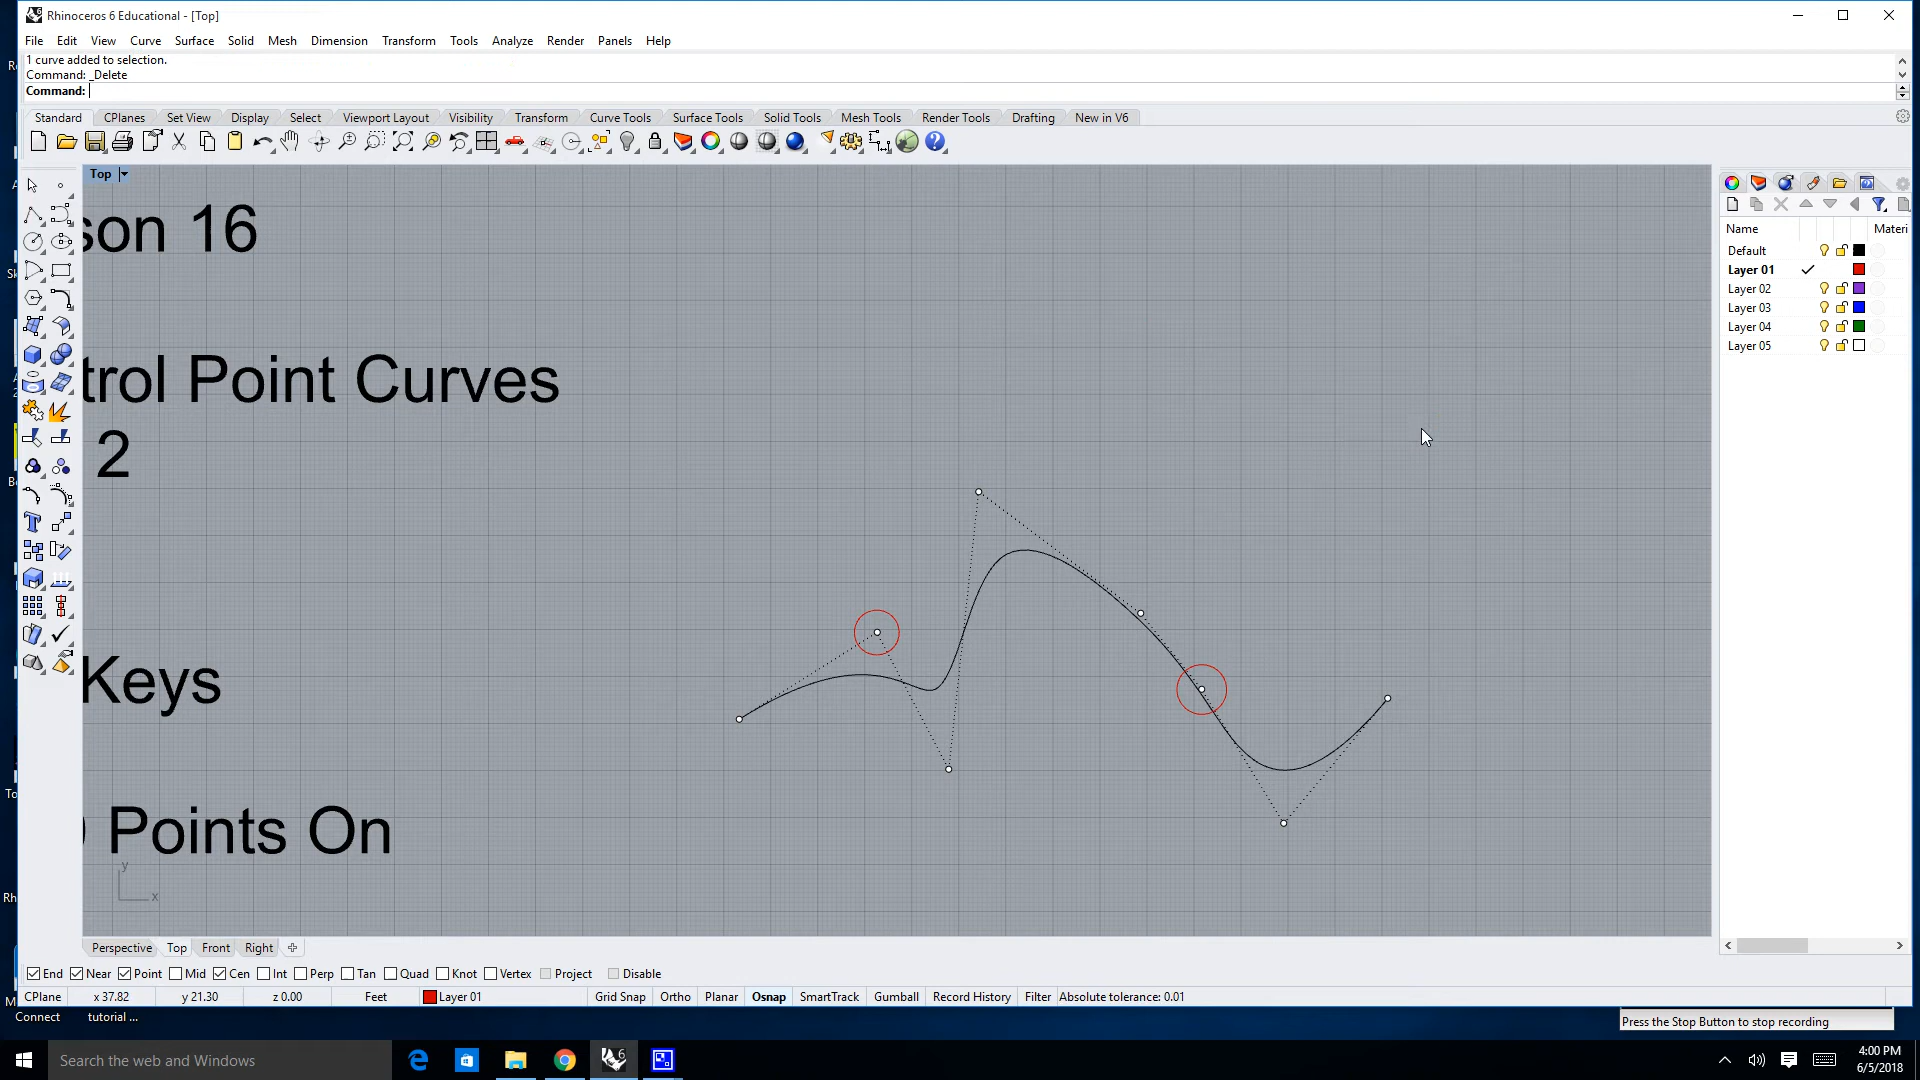 Rhinoceros 6 Educational - [Top]
File Edit View Curve Surface Solid Mesh Dimension Transform Tools Analyze Render Panels Help
1 curve added to selection.
Command: _Delete
Command:
Standard CPlanes Set View Display Select Viewport Layout Visibility Transform Curve Tools Surface Tools Solid Tools Mesh Tools Render Tools Drafting New in V6
Top
son 16
trol Point Curves
2
Keys
Points On
y
x
Name Materi
Default
Layer 01
Layer 02
Layer 03
Layer 04
Layer 05
Perspective Top Front Right
End Near Point Mid Cen Int Perp Tan Quad Knot Vertex Project Disable
CPlane x 37.82 y 21.30 z 0.00 Feet Layer 01 Grid Snap Ortho Planar Osnap SmartTrack Gumball Record History Filter Absolute tolerance: 0.01
Connect tutorial ...
Press the Stop Button to stop recording
Search the web and Windows
4:00 PM
6/5/2018